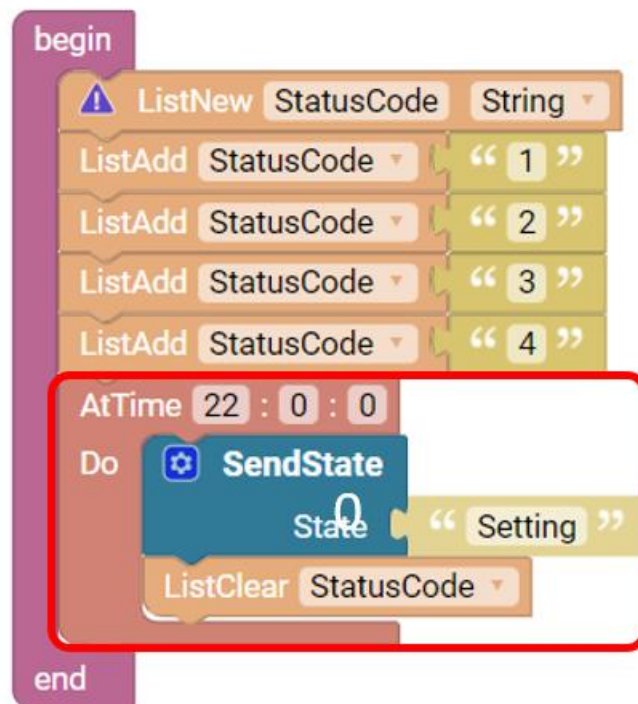 begin
ListNew StatusCode String
ListAdd StatusCode “ 1 ”
ListAdd StatusCode “ 2 ”
ListAdd StatusCode “ 3 ”
ListAdd StatusCode “ 4 ”
AtTime 22 : 0 : 0
Do SendState
State 0 “ Setting ”
ListClear StatusCode
end